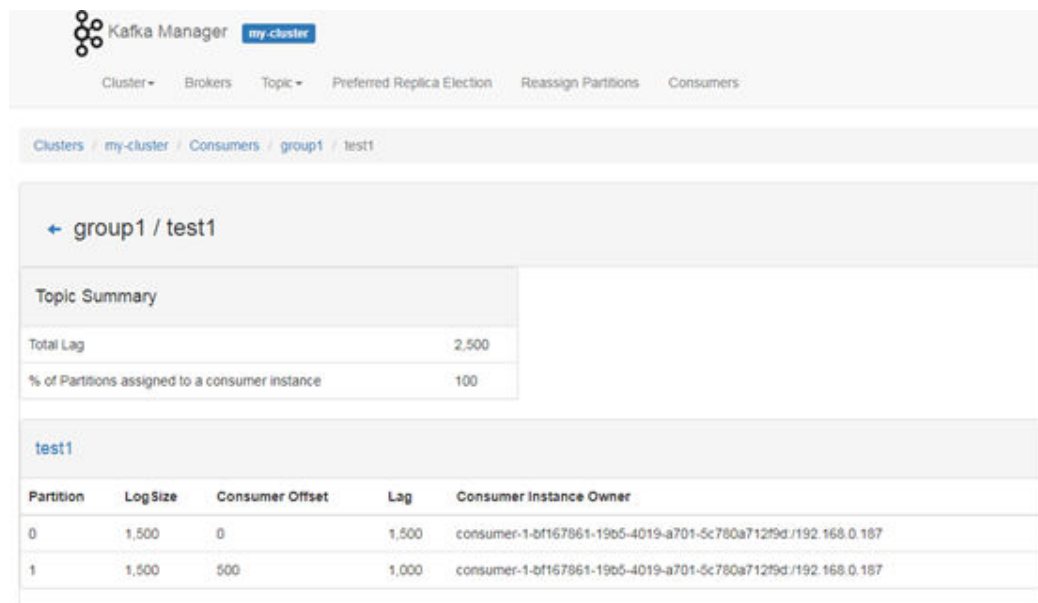 Kafka Manager my-cluster
Cluster Brokers Topic Preferred Replica Election Reassign Partitions Consumers
Clusters / my-cluster / Consumers / group1 / test1
← group1 / test1
Topic Summary
Total Lag 2,500
% of Partitions assigned to a consumer instance 100
test1
Partition LogSize Consumer Offset Lag Consumer Instance Owner
0 1,500 0 1,500 consumer-1-bf167861-19b5-4019-a701-5c780a712f9d:/192.168.0.187
1 1,500 500 1,000 consumer-1-bf167861-19b5-4019-a701-5c780a712f9d:/192.168.0.187